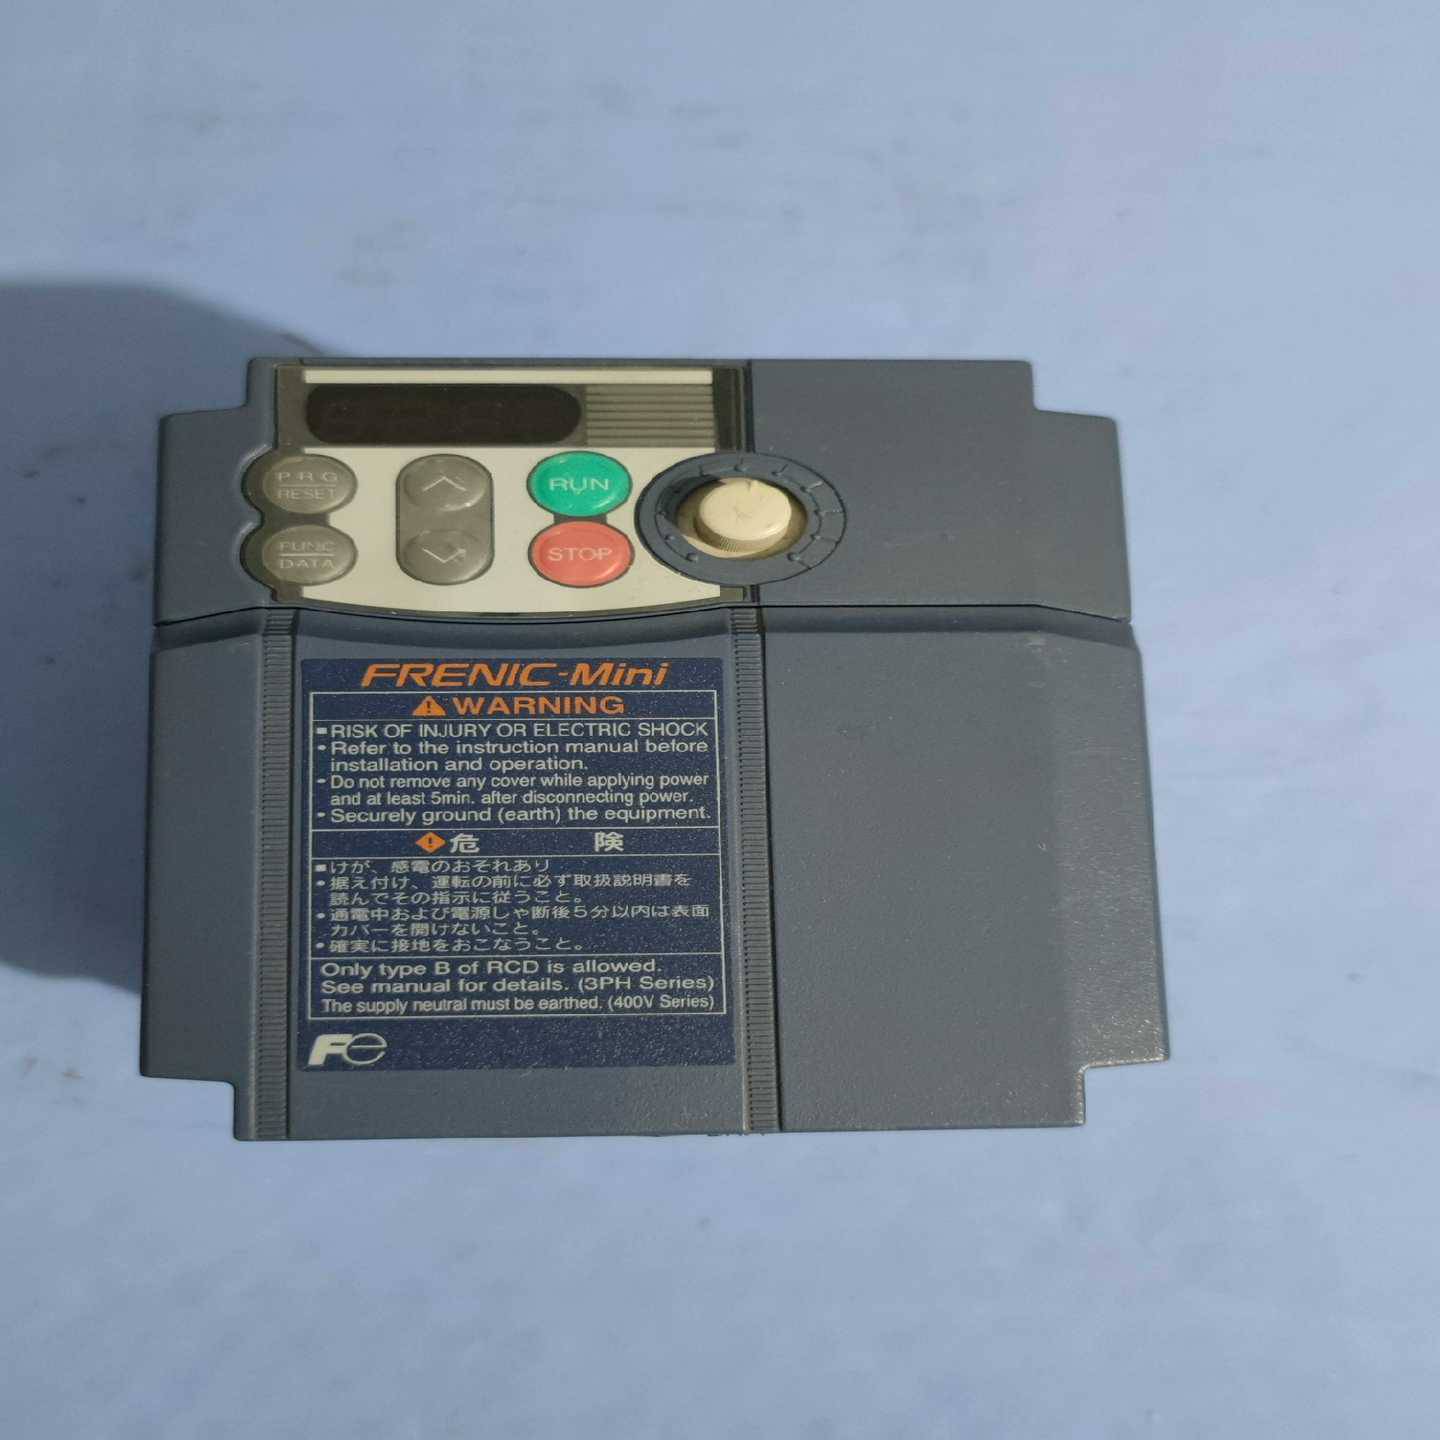 PRG
RESET
RUN
FUNC
DATA
STOP
FRENIC-Mini
WARNING
RISK OF INJURY OR ELECTRIC SHOCK
• Refer to the instruction manual before
installation and operation.
• Do not remove any cover while applying power
and at least 5min. after disconnecting power.
• Securely ground (earth) the equipment.
危 険
けが、感電のおそれあり
• 据え付け、運転の前に必ず取扱説明書を
読んでその指示に従うこと。
• 通電中および電源しゃ断後5分以内は表面
カバーを開けないこと。
• 確実に接地をおこなうこと。
Only type B of RCD is allowed.
See manual for details. (3PH Series)
The supply neutral must be earthed. (400V Series)
Fe